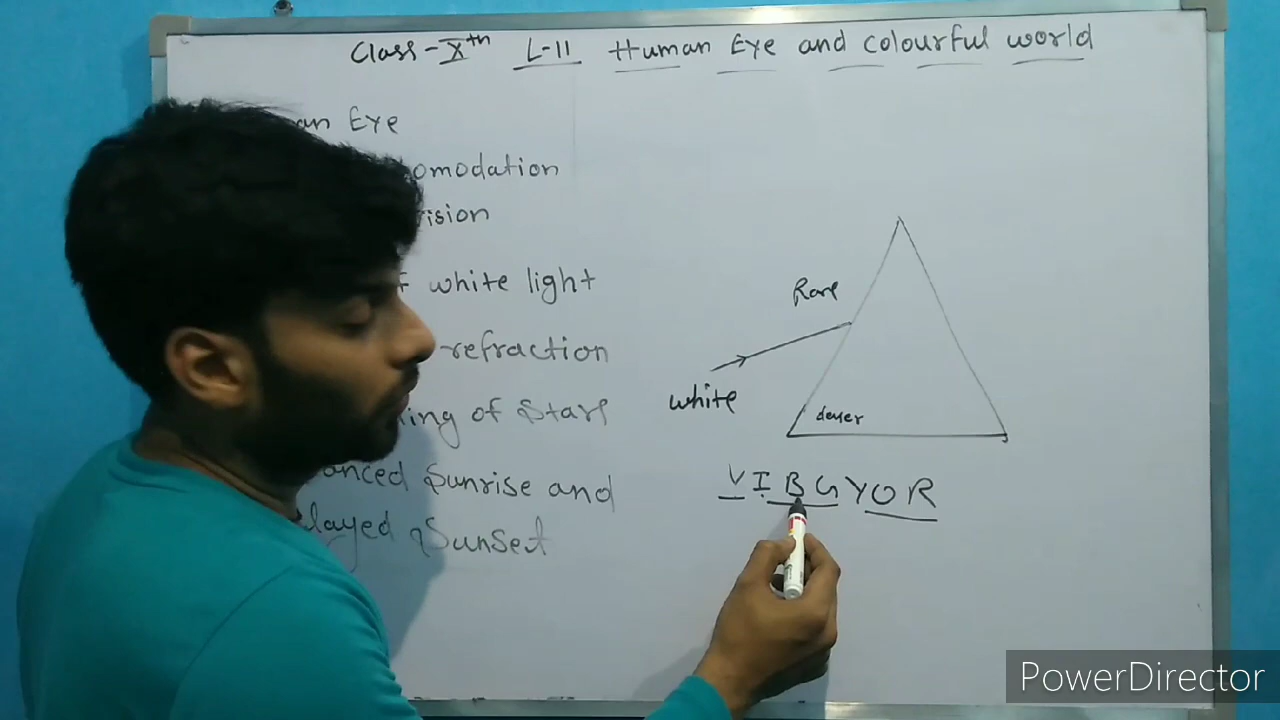 Class-Xth L-11 Human Eye and colourful world
an Eye
omodation
ision
of white light
refraction
ing of Stars
anced Sunrise and
layed Sunset
Rare
white
denser
VIBGYOR
PowerDirector